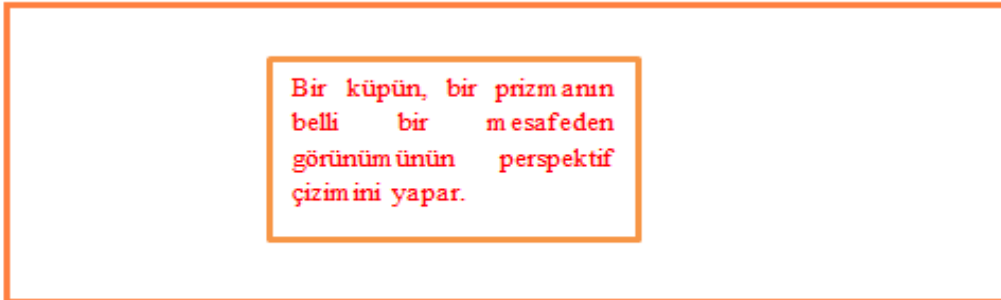 Bir küpün, bir prizmanın
belli bir mesafeden
görünümünün perspektif
çizimini yapar.